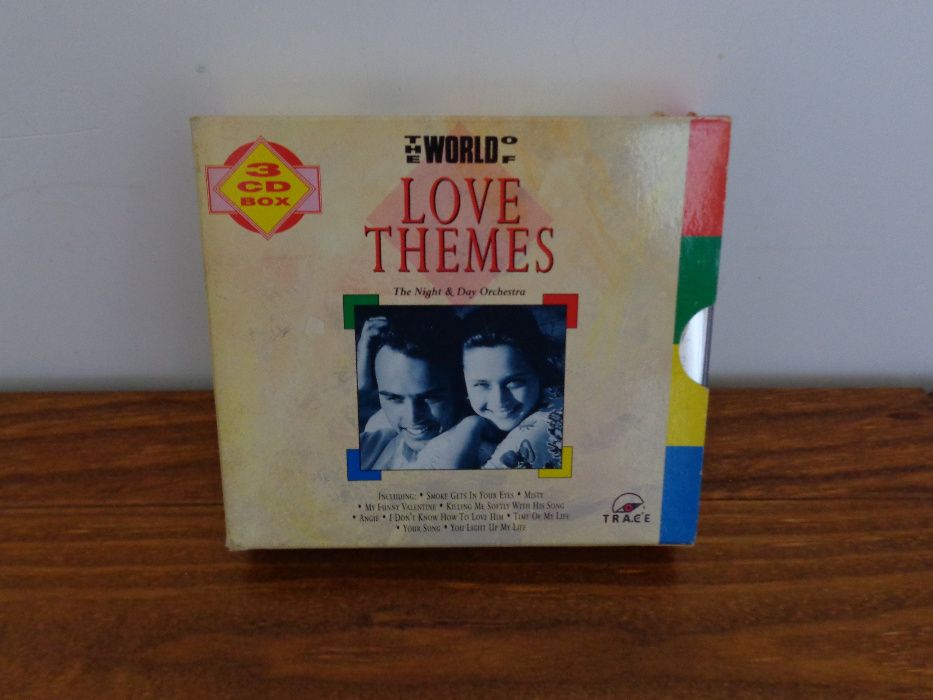 3
CD
BOX
THE WORLD OF
LOVE
THEMES
The Night & Day Orchestra
INCLUDING: • SMOKE GETS IN YOUR EYES • MISTY
• MY FUNNY VALENTINE • KILLING ME SOFTLY WITH HIS SONG
• ANGIE • I DON'T KNOW HOW TO LOVE HIM • TIME OF MY LIFE
• YOUR SONG • YOU LIGHT UP MY LIFE
TRACE